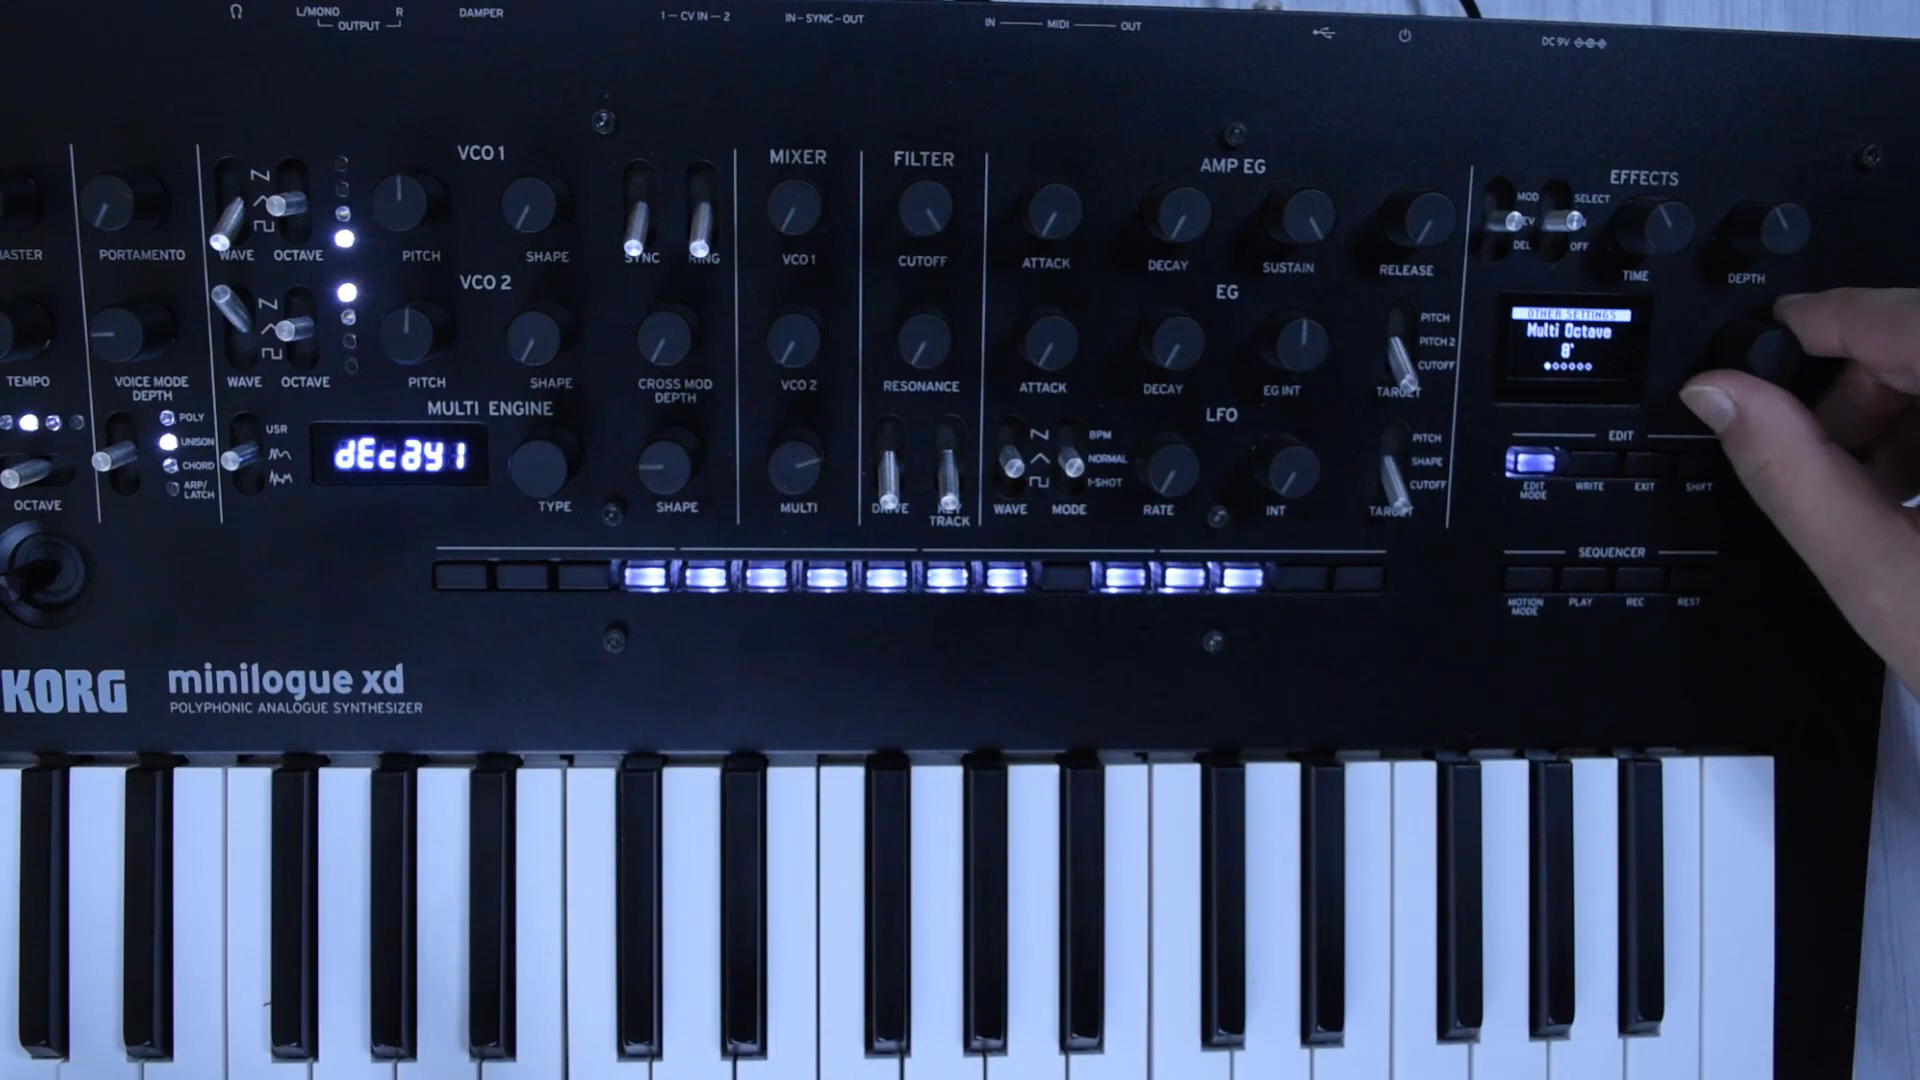 L/MONO R
OUTPUT
DAMPER
1 — CV IN — 2
IN – SYNC – OUT
IN — MIDI — OUT
DC 9V
VCO 1
MIXER
FILTER
AMP EG
EFFECTS
MOD
DEL
SELECT
OFF
PORTAMENTO
WAVE
OCTAVE
PITCH
SHAPE
SYNC
RING
VCO 1
CUTOFF
ATTACK
DECAY
SUSTAIN
RELEASE
TIME
DEPTH
VCO 2
EG
PITCH
PITCH 2
CUTOFF
TARGET
OTHER SETTINGS
Multi Octave
8'
TEMPO
VOICE MODE
DEPTH
WAVE
OCTAVE
PITCH
SHAPE
CROSS MOD
DEPTH
VCO 2
RESONANCE
ATTACK
DECAY
EG INT
MULTI ENGINE
LFO
POLY
UNISON
CHORD
ARP/
LATCH
USR
dEcay1
TYPE
SHAPE
MULTI
DRIVE
KEY
TRACK
WAVE
MODE
BPM
NORMAL
1-SHOT
RATE
INT
PITCH
SHAPE
CUTOFF
TARGET
EDIT
EDIT
MODE
WRITE
EXIT
SHIFT
OCTAVE
SEQUENCER
MOTION
MODE
PLAY
REC
REST
KORG
minilogue xd
POLYPHONIC ANALOGUE SYNTHESIZER